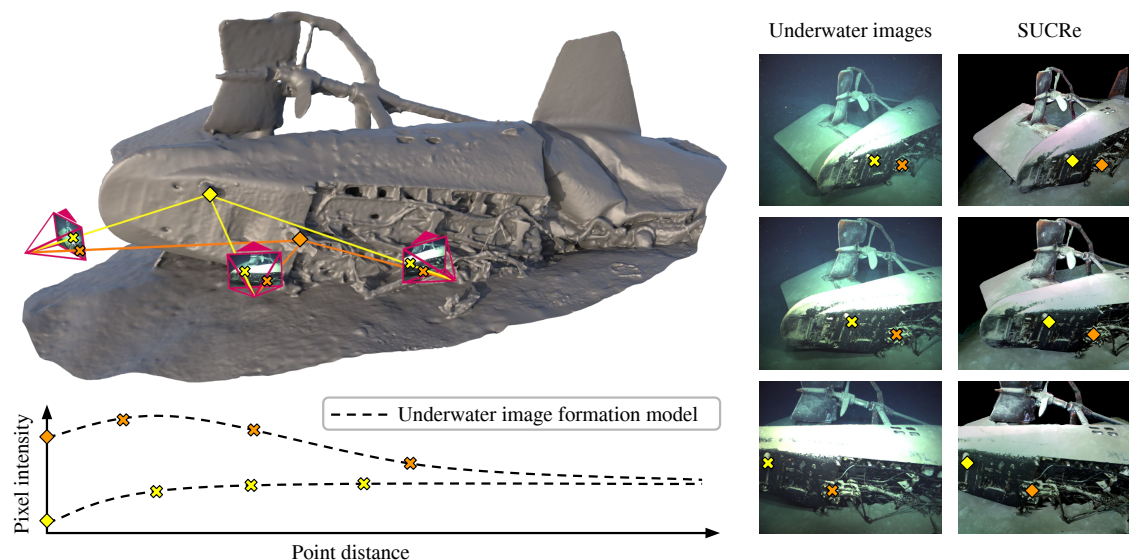 Underwater images
SUCRe
Underwater image formation model
Pixel intensity
Point distance